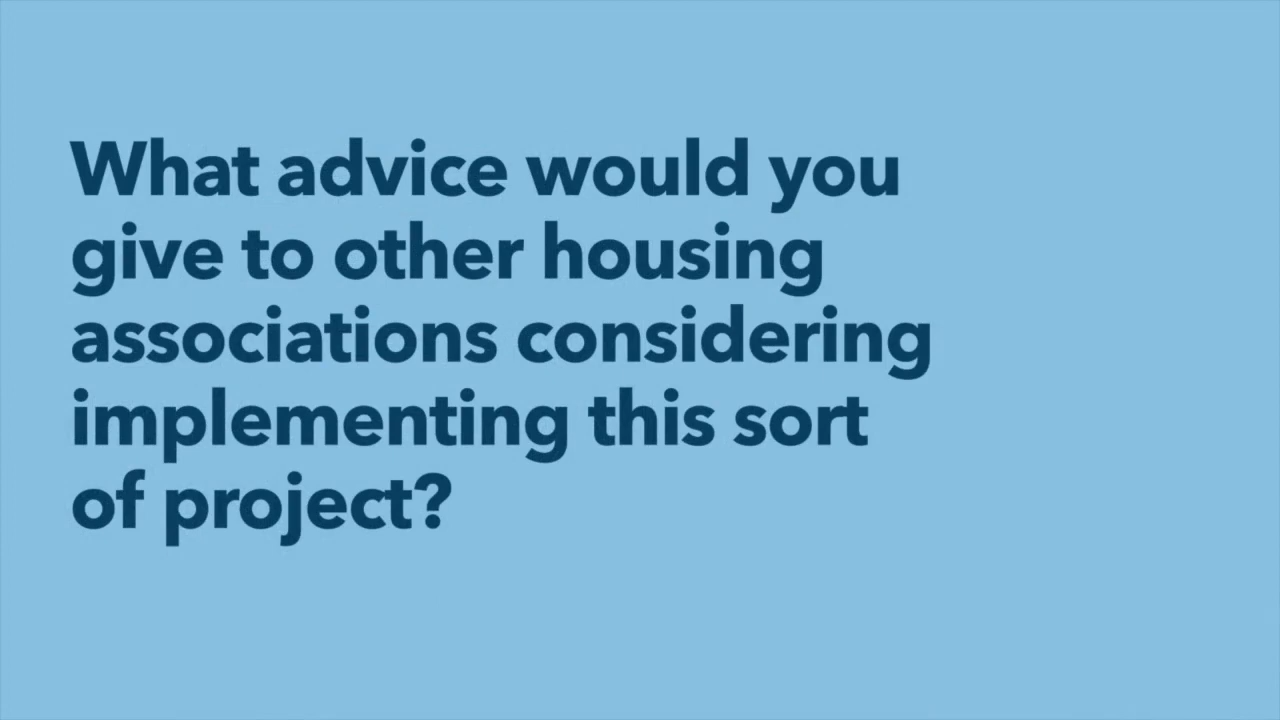 What advice would you
give to other housing
associations considering
implementing this sort
of project?